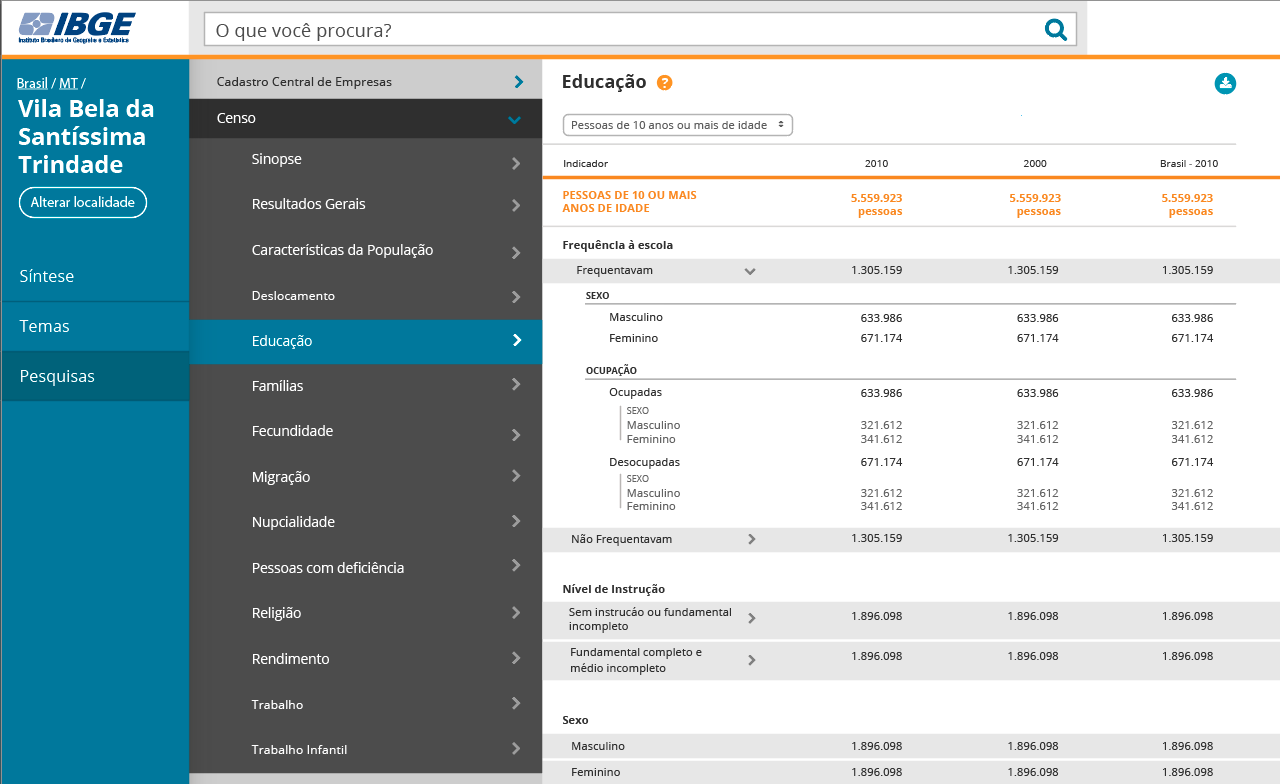 IBGE
Instituto Brasileiro de Geografia e Estatística
O que você procura?
Brasil / MT /
Vila Bela da
Santíssima
Trindade
Alterar localidade
Síntese
Temas
Pesquisas
Cadastro Central de Empresas
Censo
Sinopse
Resultados Gerais
Características da População
Deslocamento
Educação
Famílias
Fecundidade
Migração
Nupcialidade
Pessoas com deficiência
Religião
Rendimento
Trabalho
Trabalho Infantil
Educação ?
Pessoas de 10 anos ou mais de idade
Indicador 2010 2000 Brasil - 2010
PESSOAS DE 10 OU MAIS 5.559.923 5.559.923 5.559.923
ANOS DE IDADE pessoas pessoas pessoas
Frequência à escola
Frequentavam 1.305.159 1.305.159 1.305.159
SEXO
Masculino 633.986 633.986 633.986
Feminino 671.174 671.174 671.174
OCUPAÇÃO
Ocupadas 633.986 633.986 633.986
SEXO
Masculino 321.612 321.612 321.612
Feminino 341.612 341.612 341.612
Desocupadas 671.174 671.174 671.174
SEXO
Masculino 321.612 321.612 321.612
Feminino 341.612 341.612 341.612
Não Frequentavam 1.305.159 1.305.159 1.305.159
Nível de Instrução
Sem instrucáo ou fundamental
incompleto 1.896.098 1.896.098 1.896.098
Fundamental completo e
médio incompleto 1.896.098 1.896.098 1.896.098
Sexo
Masculino 1.896.098 1.896.098 1.896.098
Feminino 1.896.098 1.896.098 1.896.098